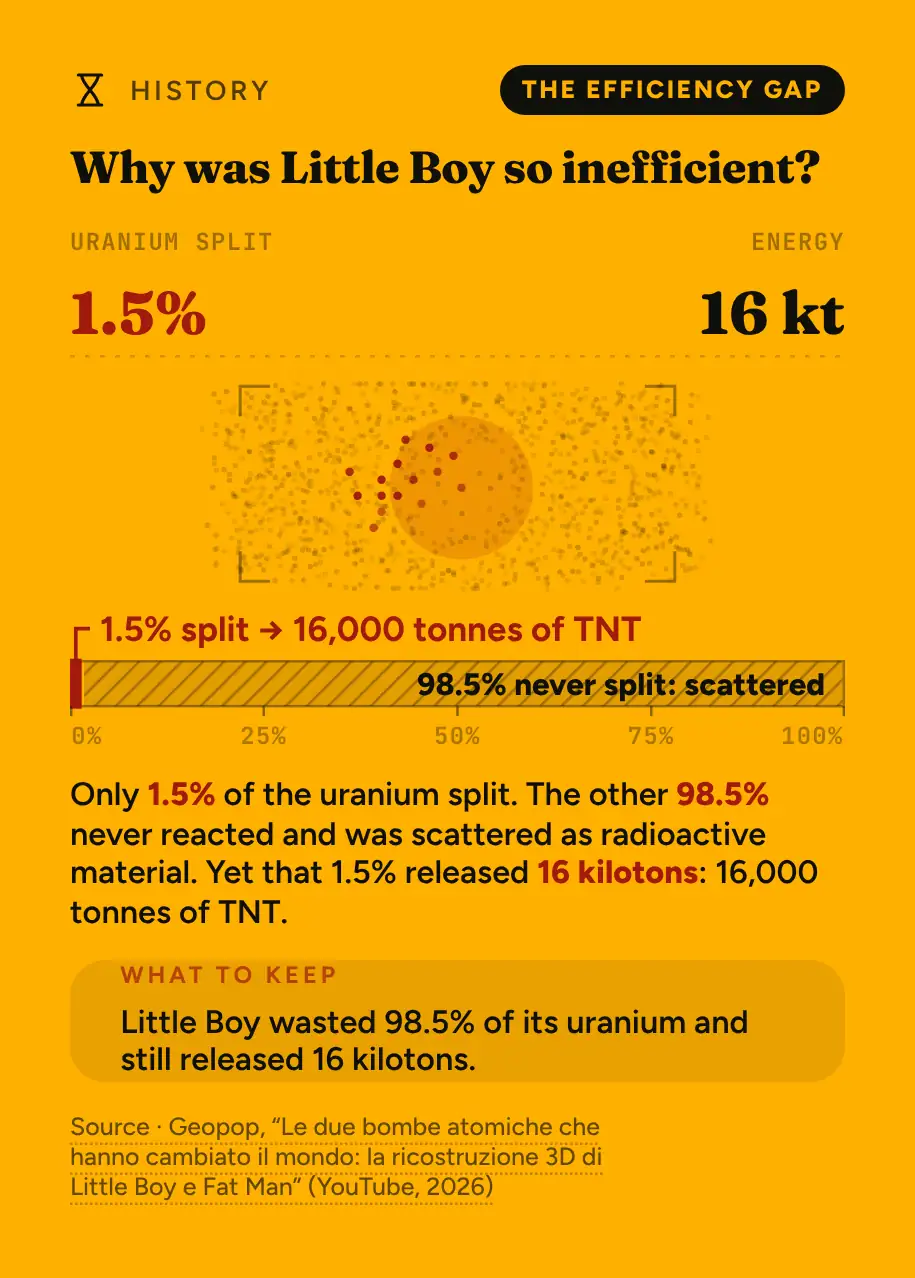 HISTORY
THE EFFICIENCY GAP
Why was Little Boy so inefficient?
URANIUM SPLIT
ENERGY
1.5%
16 kt
1.5% split → 16,000 tonnes of TNT
98.5% never split: scattered
0%
25%
50%
75%
100%
Only 1.5% of the uranium split. The other 98.5%
never reacted and was scattered as radioactive
material. Yet that 1.5% released 16 kilotons: 16,000
tonnes of TNT.
WHAT TO KEEP
Little Boy wasted 98.5% of its uranium and
still released 16 kilotons.
Source · Geopop, “Le due bombe atomiche che
hanno cambiato il mondo: la ricostruzione 3D di
Little Boy e Fat Man” (YouTube, 2026)